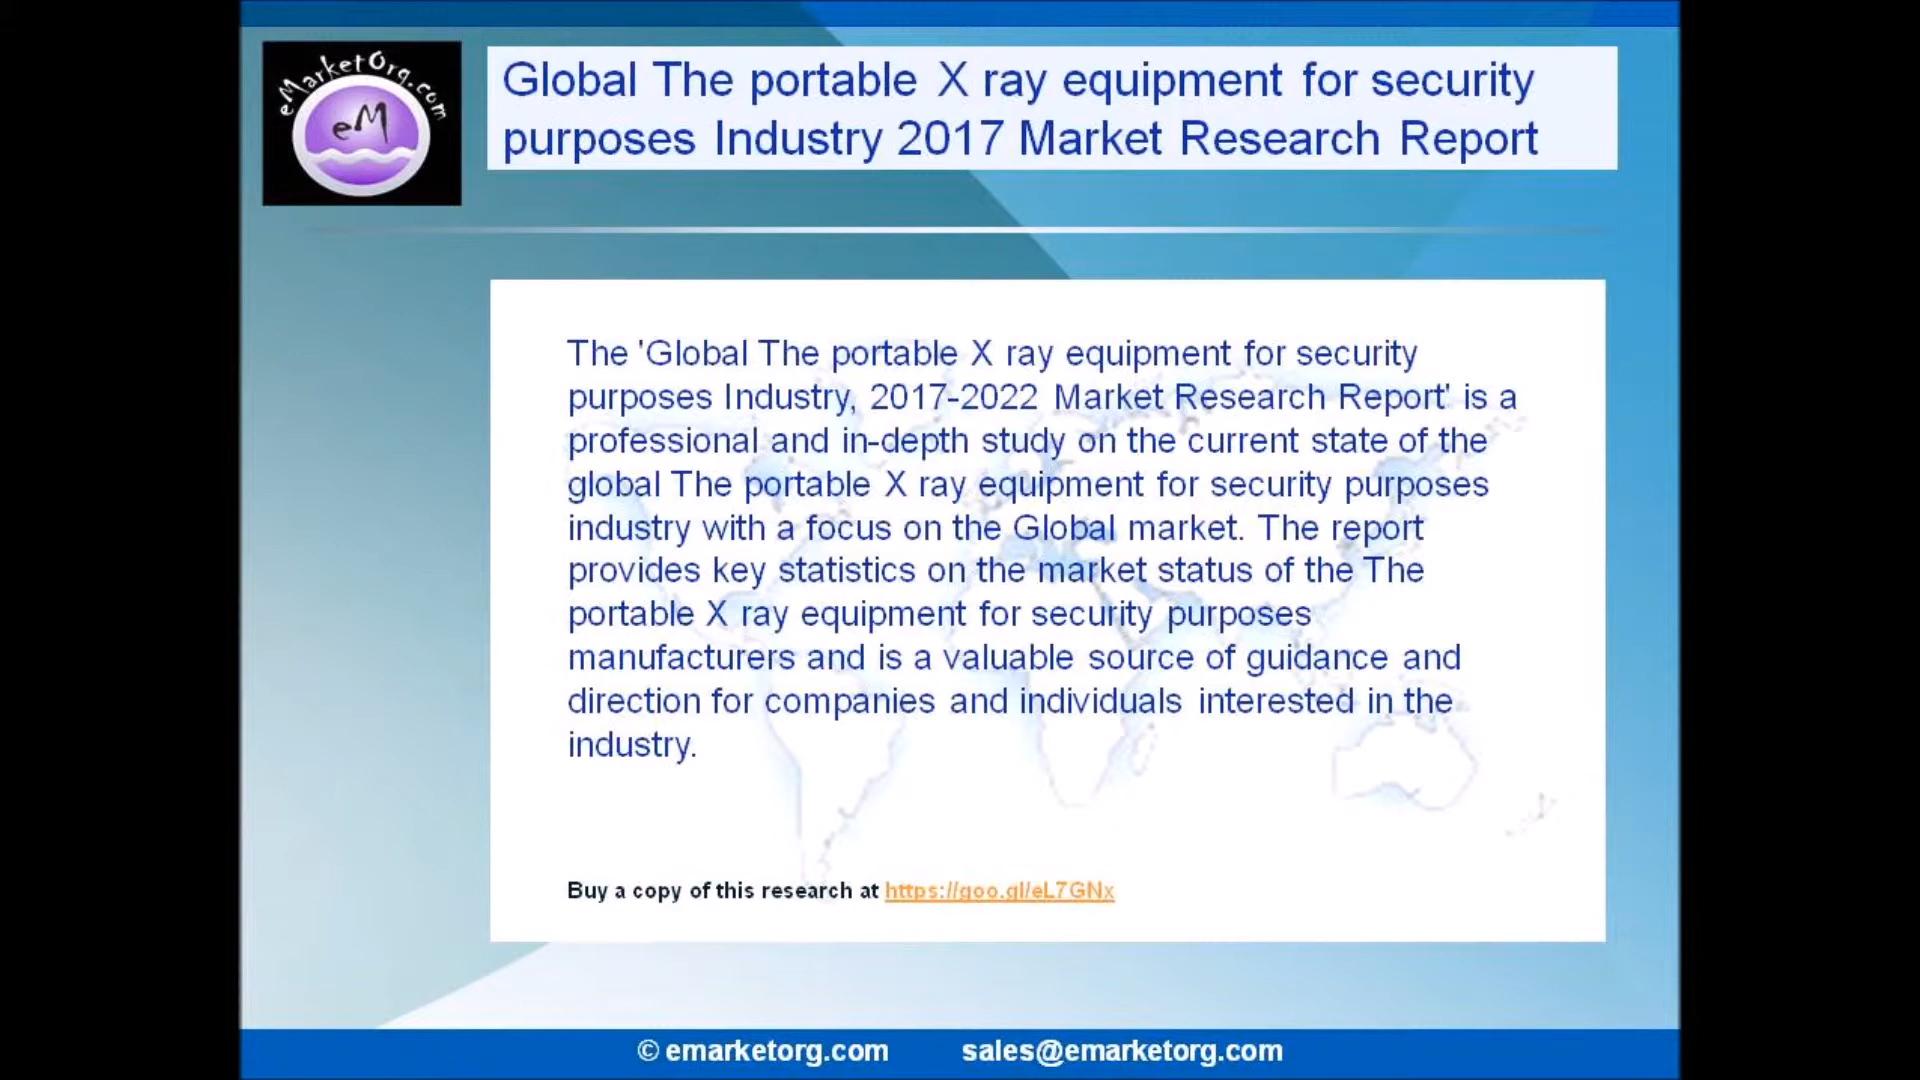 eMarketOrg.com
eM
Global The portable X ray equipment for security
purposes Industry 2017 Market Research Report
The 'Global The portable X ray equipment for security
purposes Industry, 2017-2022 Market Research Report' is a
professional and in-depth study on the current state of the
global The portable X ray equipment for security purposes
industry with a focus on the Global market. The report
provides key statistics on the market status of the The
portable X ray equipment for security purposes
manufacturers and is a valuable source of guidance and
direction for companies and individuals interested in the
industry.
Buy a copy of this research at https://goo.gl/eL7GNx
© emarketorg.com sales@emarketorg.com